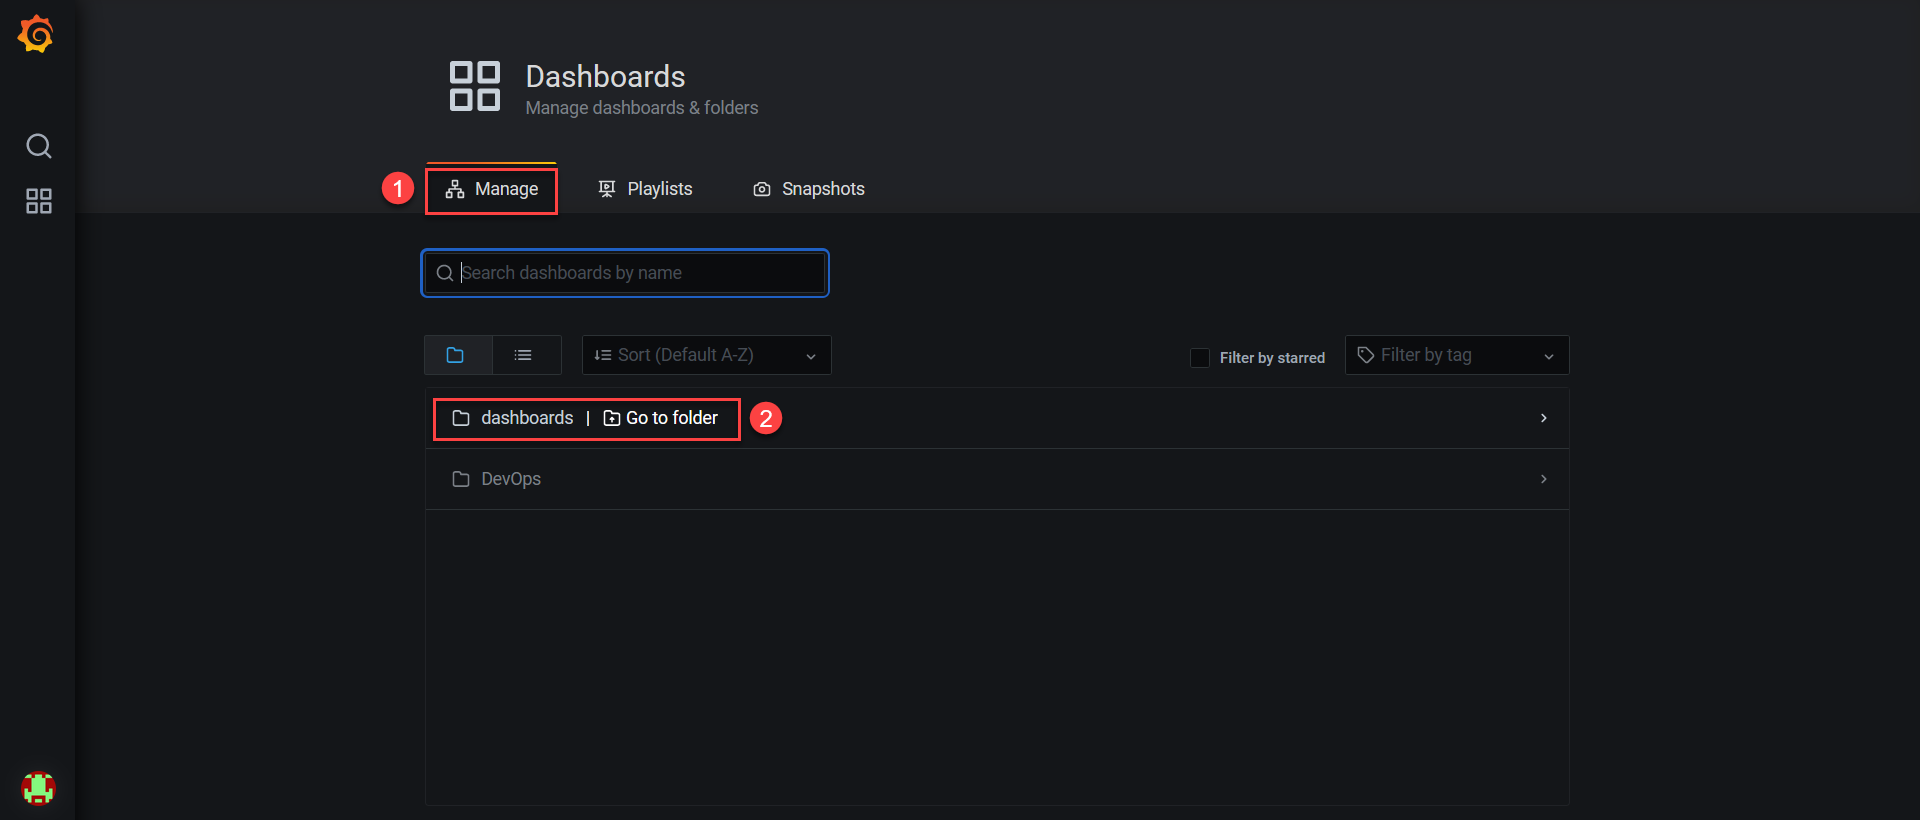 Dashboards
Manage dashboards & folders
1
Manage
Playlists
Snapshots
Search dashboards by name
Sort (Default A-Z)
Filter by starred
Filter by tag
dashboards | Go to folder
2
DevOps